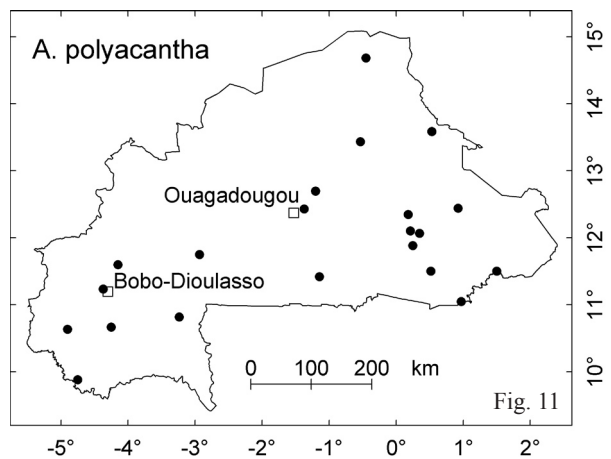 A. polyacantha
Ouagadougou
Bobo-Dioulasso
0 100 200 km
Fig. 11
15°
14°
13°
12°
11°
10°
-5° -4° -3° -2° -1° 0° 1° 2°